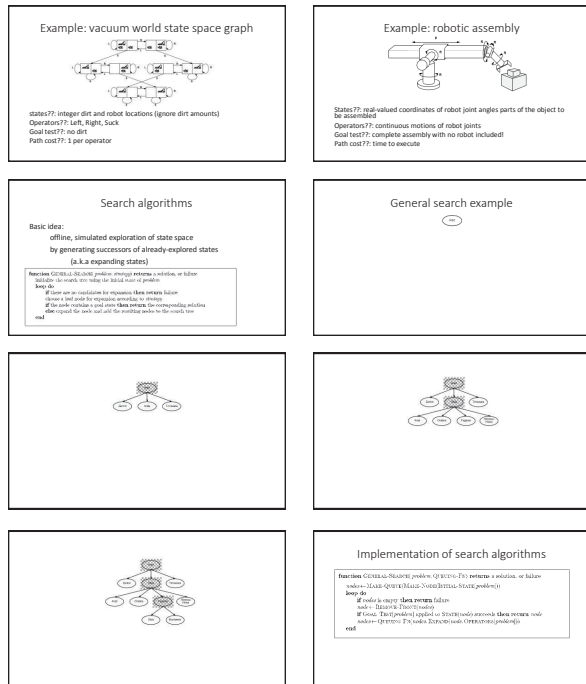 Example: vacuum world state space graph
states??: integer dirt and robot locations (ignore dirt amounts)
Operators??: Left, Right, Suck
Goal test??: no dirt
Path cost??: 1 per operator
Example: robotic assembly
States??: real-valued coordinates of robot joint angles parts of the object to
be assembled
Operators??: continuous motions of robot joints
Goal test??: complete assembly with no robot included!
Path cost??: time to execute
Search algorithms
Basic idea:
offline, simulated exploration of state space
by generating successors of already-explored states
(a.k.a expanding states)
function GENERAL-SEARCH( problem, strategy) returns a solution, or failure
initialize the search tree using the initial state of problem
loop do
if there are no candidates for expansion then return failure
choose a leaf node for expansion according to strategy
if the node contains a goal state then return the corresponding solution
else expand the node and add the resulting nodes to the search tree
end
General search example
Implementation of search algorithms
function GENERAL-SEARCH( problem, QUEUING-FN) returns a solution, or failure
nodes ← MAKE-QUEUE(MAKE-NODE(INITIAL-STATE[problem]))
loop do
if nodes is empty then return failure
node ← REMOVE-FRONT(nodes)
if GOAL-TEST[problem] applied to STATE(node) succeeds then return node
nodes ← QUEUING-FN(nodes, EXPAND(node, OPERATORS[problem]))
end